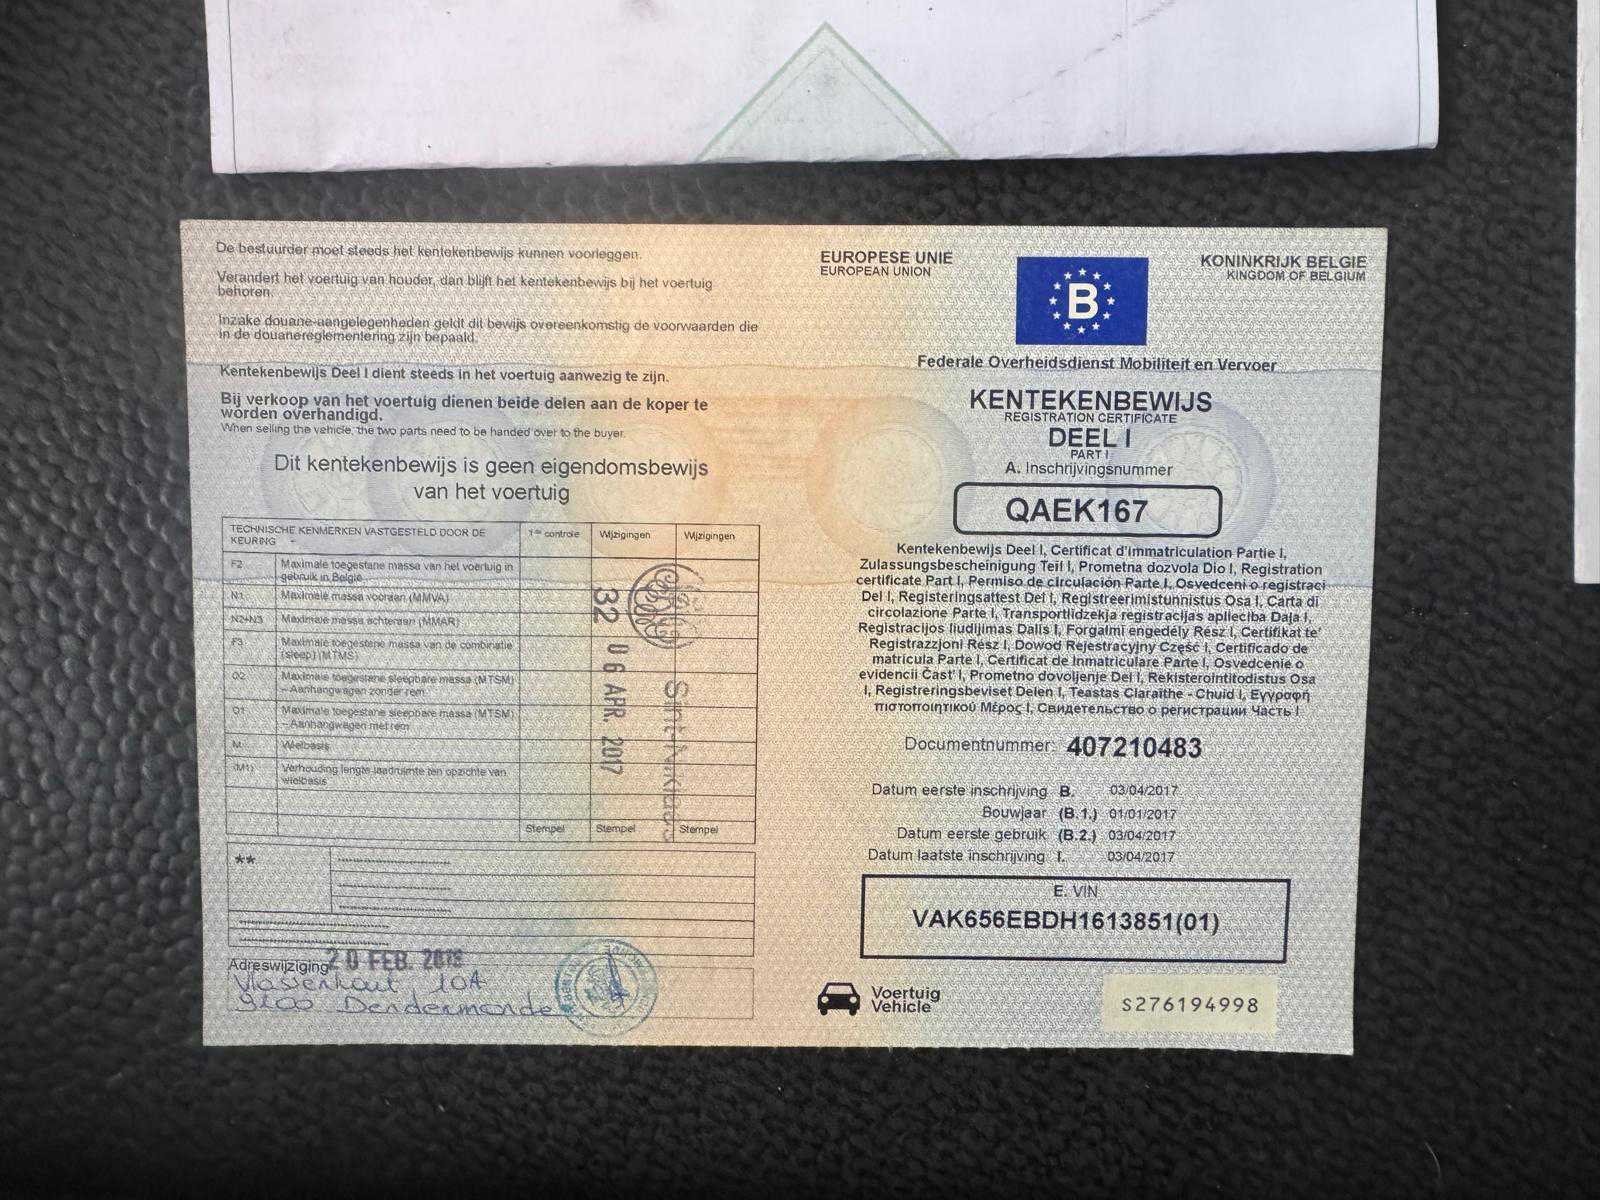 De bestuurder moet steeds het kentekenbewijs kunnen voorleggen.
Verandert het voertuig van houder, dan blijft het kentekenbewijs bij het voertuig
behoren.
Inzake douane-aangelegenheden geldt dit bewijs overeenkomstig de voorwaarden die
in de douanereglementering zijn bepaald.
Kentekenbewijs Deel I dient steeds in het voertuig aanwezig te zijn.
Bij verkoop van het voertuig dienen beide delen aan de koper te
worden overhandigd.
When selling the vehicle, the two parts need to be handed over to the buyer.
Dit kentekenbewijs is geen eigendomsbewijs
van het voertuig
TECHNISCHE KENMERKEN VASTGESTELD DOOR DE
KEURING -
1ste controle
Wijzigingen
Wijzigingen
F2 Maximale toegestane massa van het voertuig in
gebruik in België
N1 Maximale massa vooraan (MMVA)
N2+N3 Maximale massa achteraan (MMAR)
F3 Maximale toegestane massa van de combinatie
(sleep) (MTMS)
O2 Maximale toegestane sleepbare massa (MTSM)
–Aanhangwagen zonder rem
O1 Maximale toegestane sleepbare massa (MTSM)
–Aanhangwagen met rem
M Wielbasis
(M1) Verhouding lengte laadruimte ten opzichte van
wielbasis
Stempel Stempel Stempel
32 06 APR. 2017
Sint-Niklaas
**
Adreswijziging 20 FEB.
10A
9200 Dendermonde
EUROPESE UNIE
EUROPEAN UNION
B
KONINKRIJK BELGIE
KINGDOM OF BELGIUM
Federale Overheidsdienst Mobiliteit en Vervoer
KENTEKENBEWIJS
REGISTRATION CERTIFICATE
DEEL I
PART I
A. Inschrijvingsnummer
QAEK167
Kentekenbewijs Deel I, Certificat d'immatriculation Partie I,
Zulassungsbescheinigung Teil I, Prometna dozvola Dio I, Registration
certificate Part I, Permiso de circulación Parte I, Osvedceni o registraci
Del I, Registeringsattest Del I, Registreerimistunnistus Osa I, Carta di
circolazione Parte I, Transportlidzekja registracijas aplieciba Daja I,
Registracijos liudijimas Dalis I, Forgalmi engedély Rész I, Certifikat te'
Registrazzjoni Rész I, Dowod Rejestracyjny Część I, Certificado de
matricula Parte I, Certificat de Inmatriculare Parte I, Osvedcenie o
evidencii Čast' I, Prometno dovoljenje Del I, Rekisterointitodistus Osa
I, Registreringsbeviset Delen I, Teastas Claraithe - Chuid I, Εγγραφή
πιστοποιητικού Μέρος I, Свидетельство о регистрации Часть I
Documentnummer: 407210483
Datum eerste inschrijving B. 03/04/2017
Bouwjaar (B.1.) 01/01/2017
Datum eerste gebruik (B.2.) 03/04/2017
Datum laatste inschrijving I. 03/04/2017
E. VIN
VAK656EBDH1613851(01)
Voertuig
Vehicle
S276194998